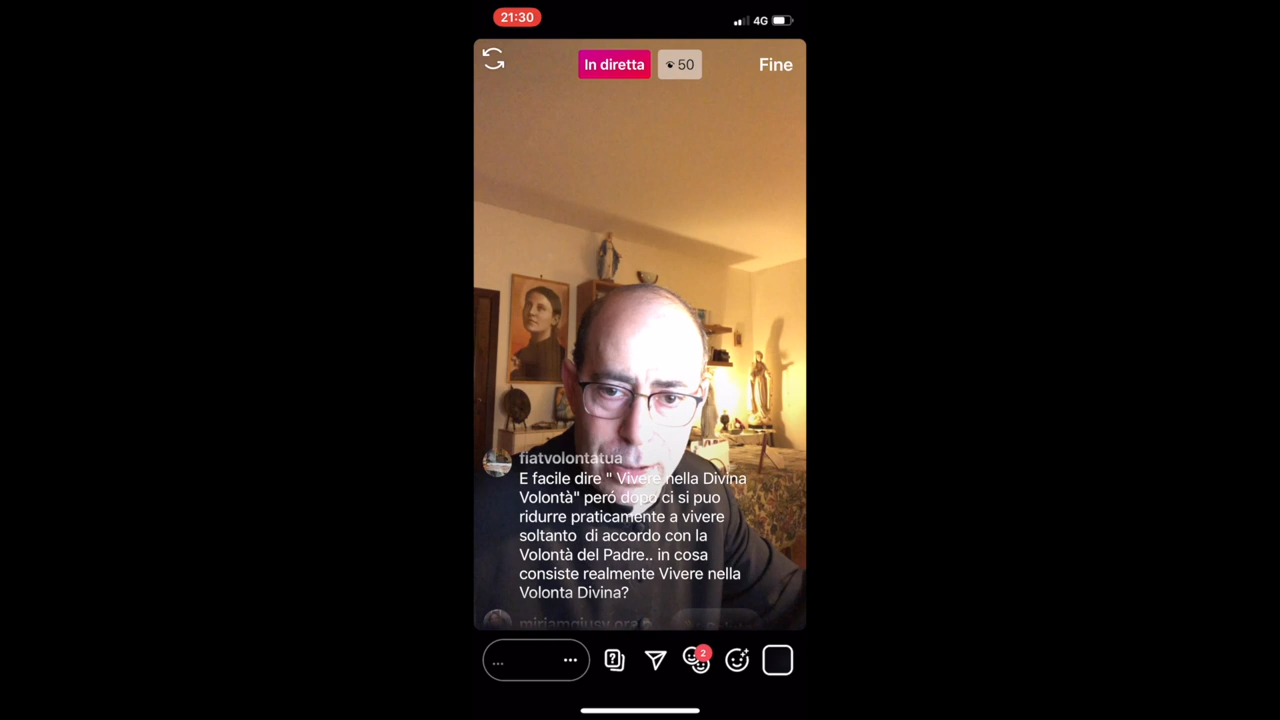 21:30
4G
In diretta
50
Fine
fiatvolontatua
E facile dire " Vivere nella Divina
Volontà" peró dopo ci si puo
ridurre praticamente a vivere
soltanto  di accordo con la
Volontà del Padre.. in cosa
consiste realmente Vivere nella
Volonta Divina?
...
2